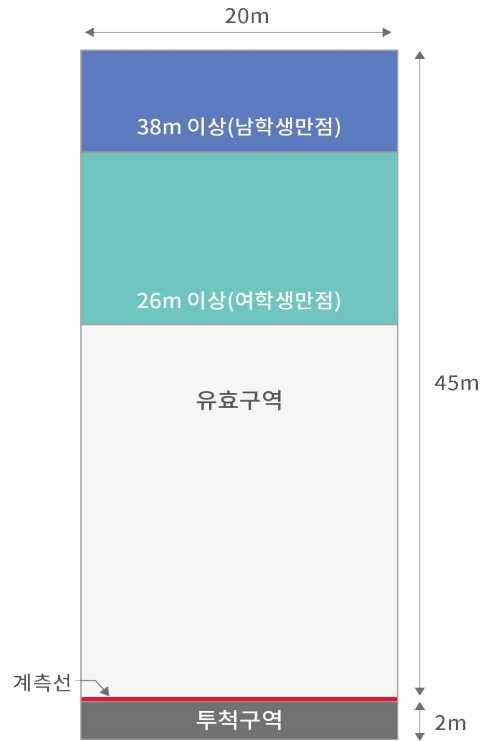 20m
38m 이상(남학생만점)
26m 이상(여학생만점)
45m
유효구역
계측선
투척구역
2m